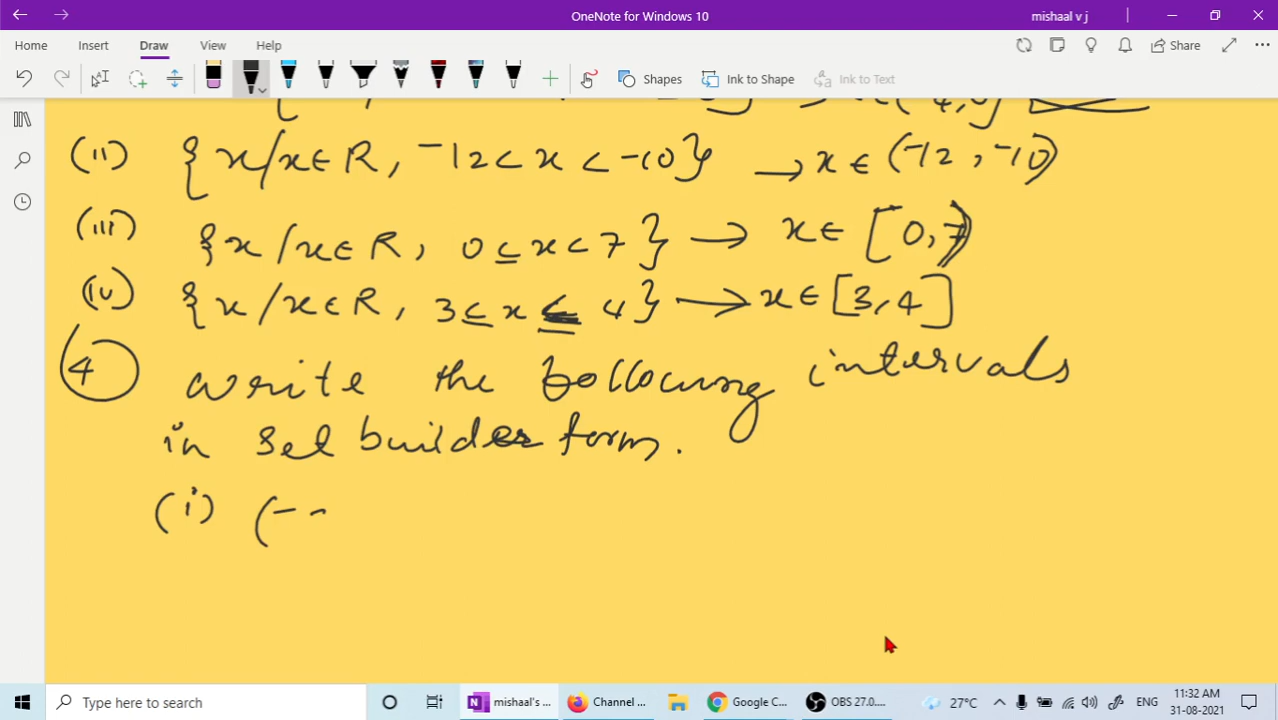 OneNote for Windows 10
mishaal v j
Home Insert Draw View Help
Share
Shapes
Ink to Shape
Ink to Text
(ii) {x/x∈R, -12<x<-10} → x∈(-12,-10)
(iii) {x/x∈R, 0≤x<7} → x∈[0,7)
(iv) {x/x∈R, 3≤x≤4} → x∈[3,4]
4 write the following intervals
in set builder form.
(i) (-
Type here to search
mishaal's ...
Channel ...
Google C...
OBS 27.0....
27°C
ENG
11:32 AM
31-08-2021